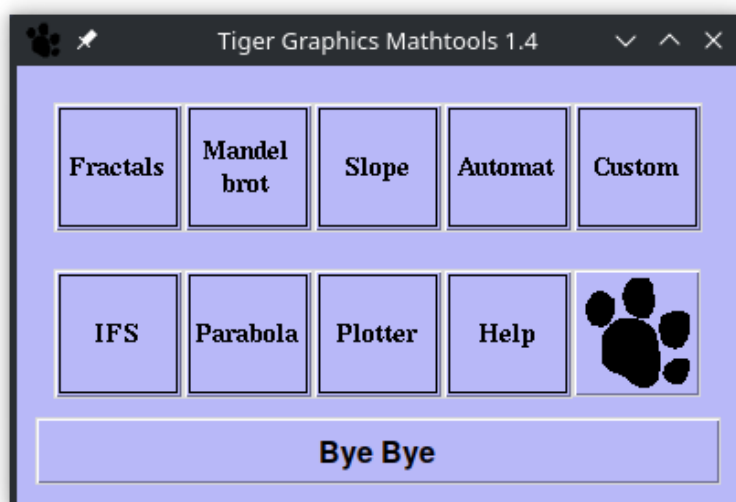 Tiger Graphics Mathtools 1.4
Fractals
Mandel
brot
Slope
Automat
Custom
IFS
Parabola
Plotter
Help
Bye Bye